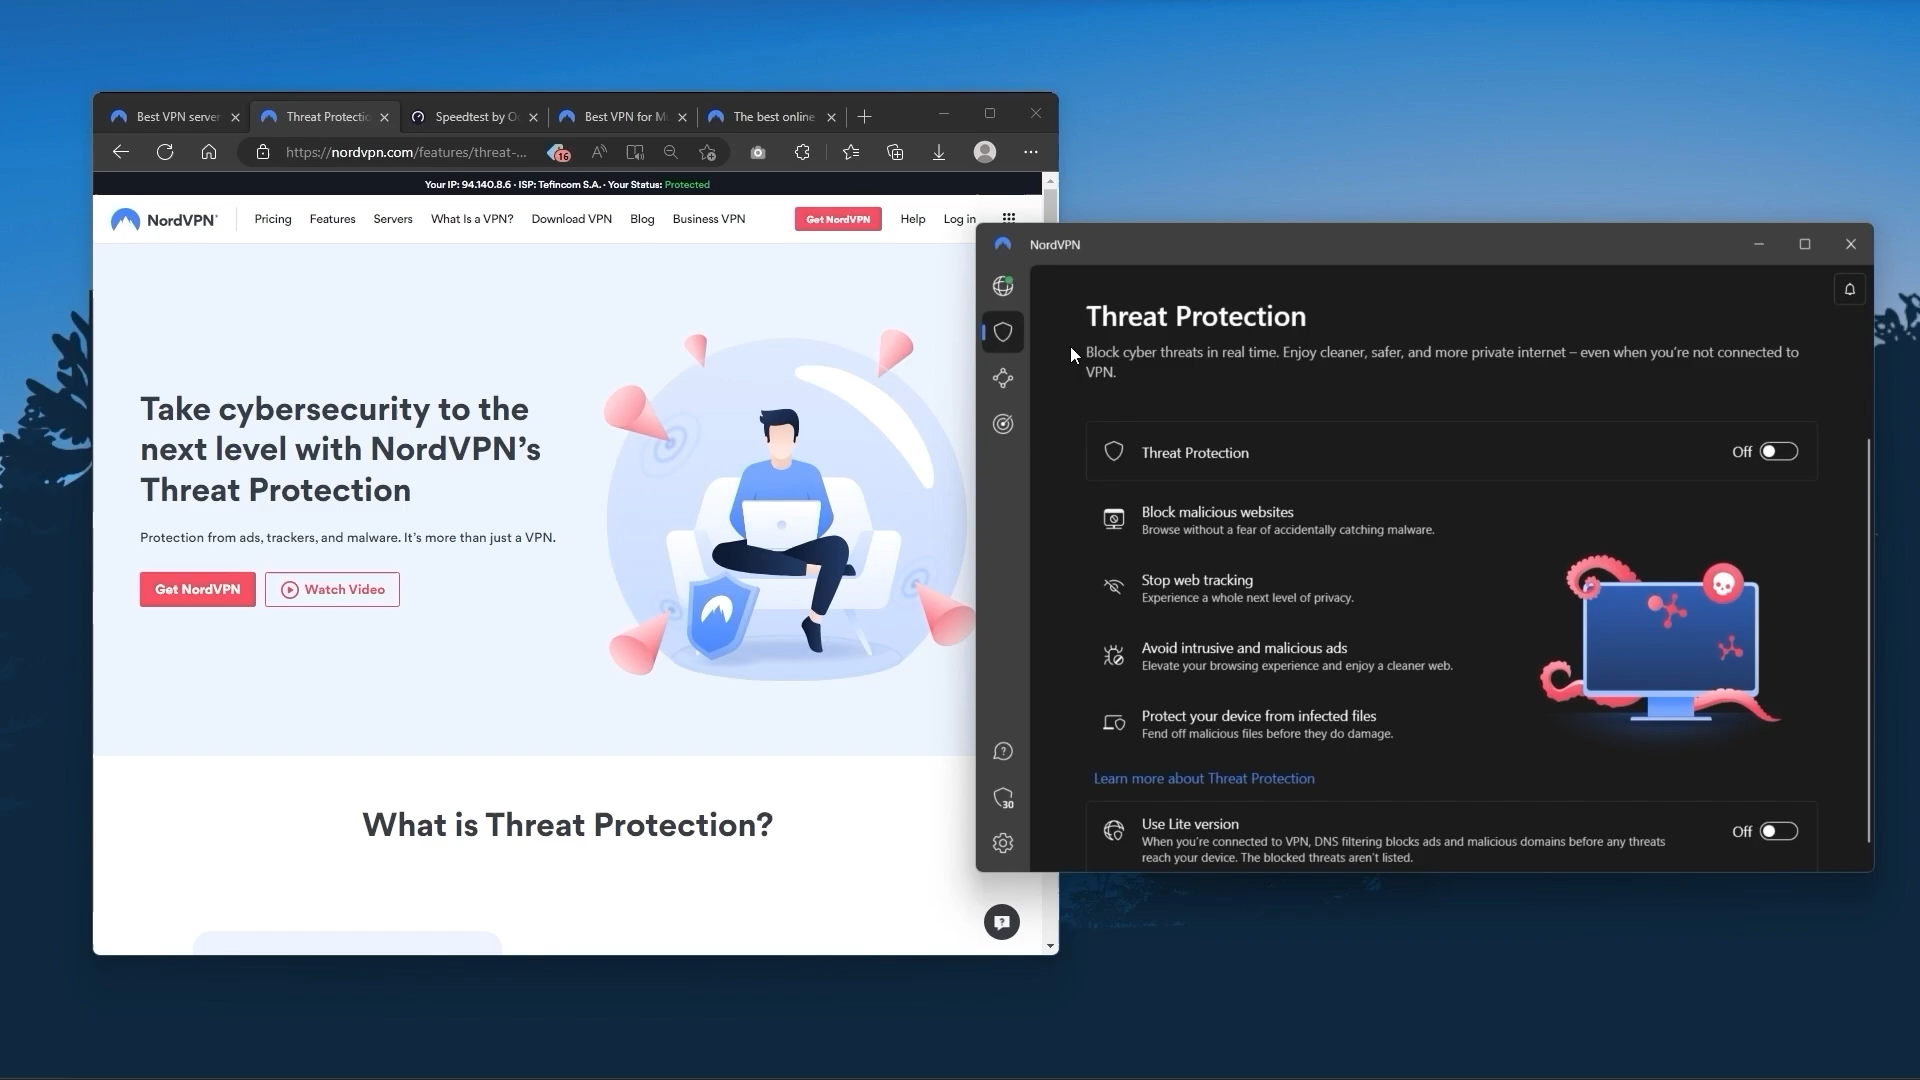 Best VPN server
Threat Protectio
Speedtest by O
Best VPN for M
The best online
https://nordvpn.com/features/threat-...
16
Your IP: 94.140.8.6 · ISP: Tefincom S.A. · Your Status: Protected
NordVPN®
Pricing
Features
Servers
What Is a VPN?
Download VPN
Blog
Business VPN
Get NordVPN
Help
Log in
Take cybersecurity to the
next level with NordVPN’s
Threat Protection
Protection from ads, trackers, and malware. It’s more than just a VPN.
Get NordVPN
Watch Video
What is Threat Protection?
NordVPN
Threat Protection
Block cyber threats in real time. Enjoy cleaner, safer, and more private internet – even when you’re not connected to
VPN.
Threat Protection
Off
Block malicious websites
Browse without a fear of accidentally catching malware.
Stop web tracking
Experience a whole next level of privacy.
Avoid intrusive and malicious ads
Elevate your browsing experience and enjoy a cleaner web.
Protect your device from infected files
Fend off malicious files before they do damage.
Learn more about Threat Protection
30
Use Lite version
Off
When you’re connected to VPN, DNS filtering blocks ads and malicious domains before any threats
reach your device. The blocked threats aren’t listed.